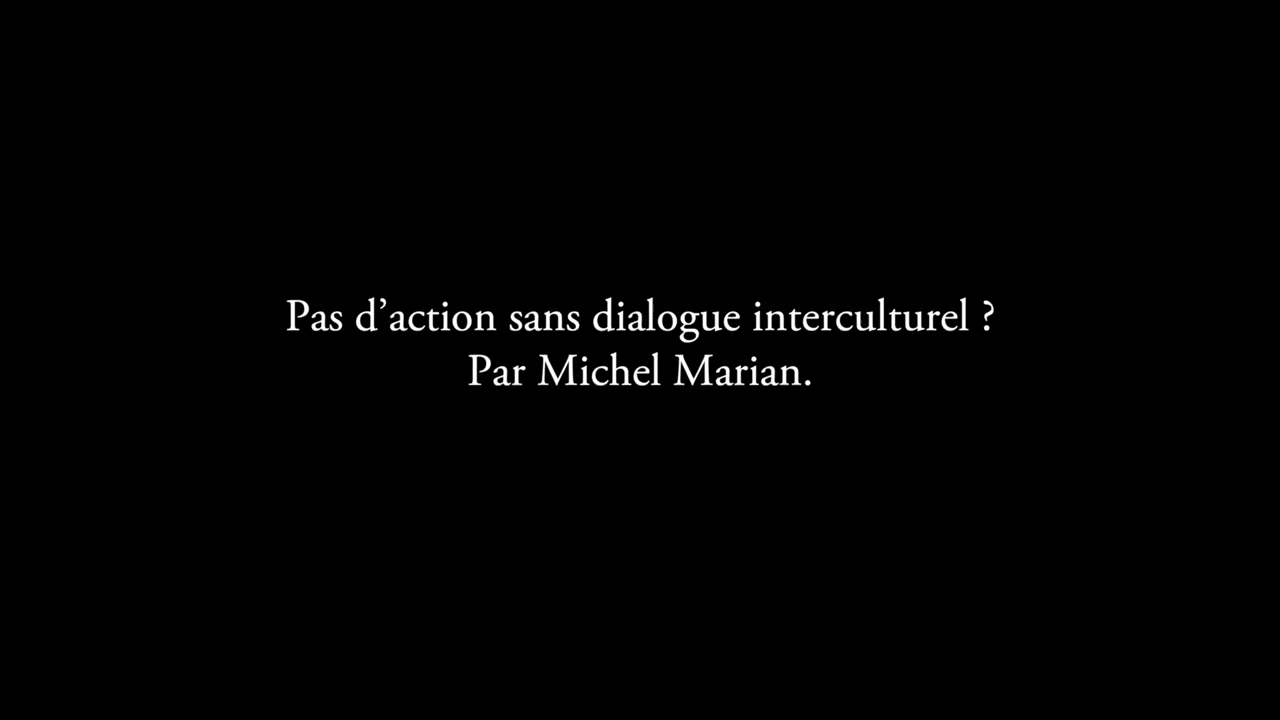 Pas d’action sans dialogue interculturel ?
Par Michel Marian.